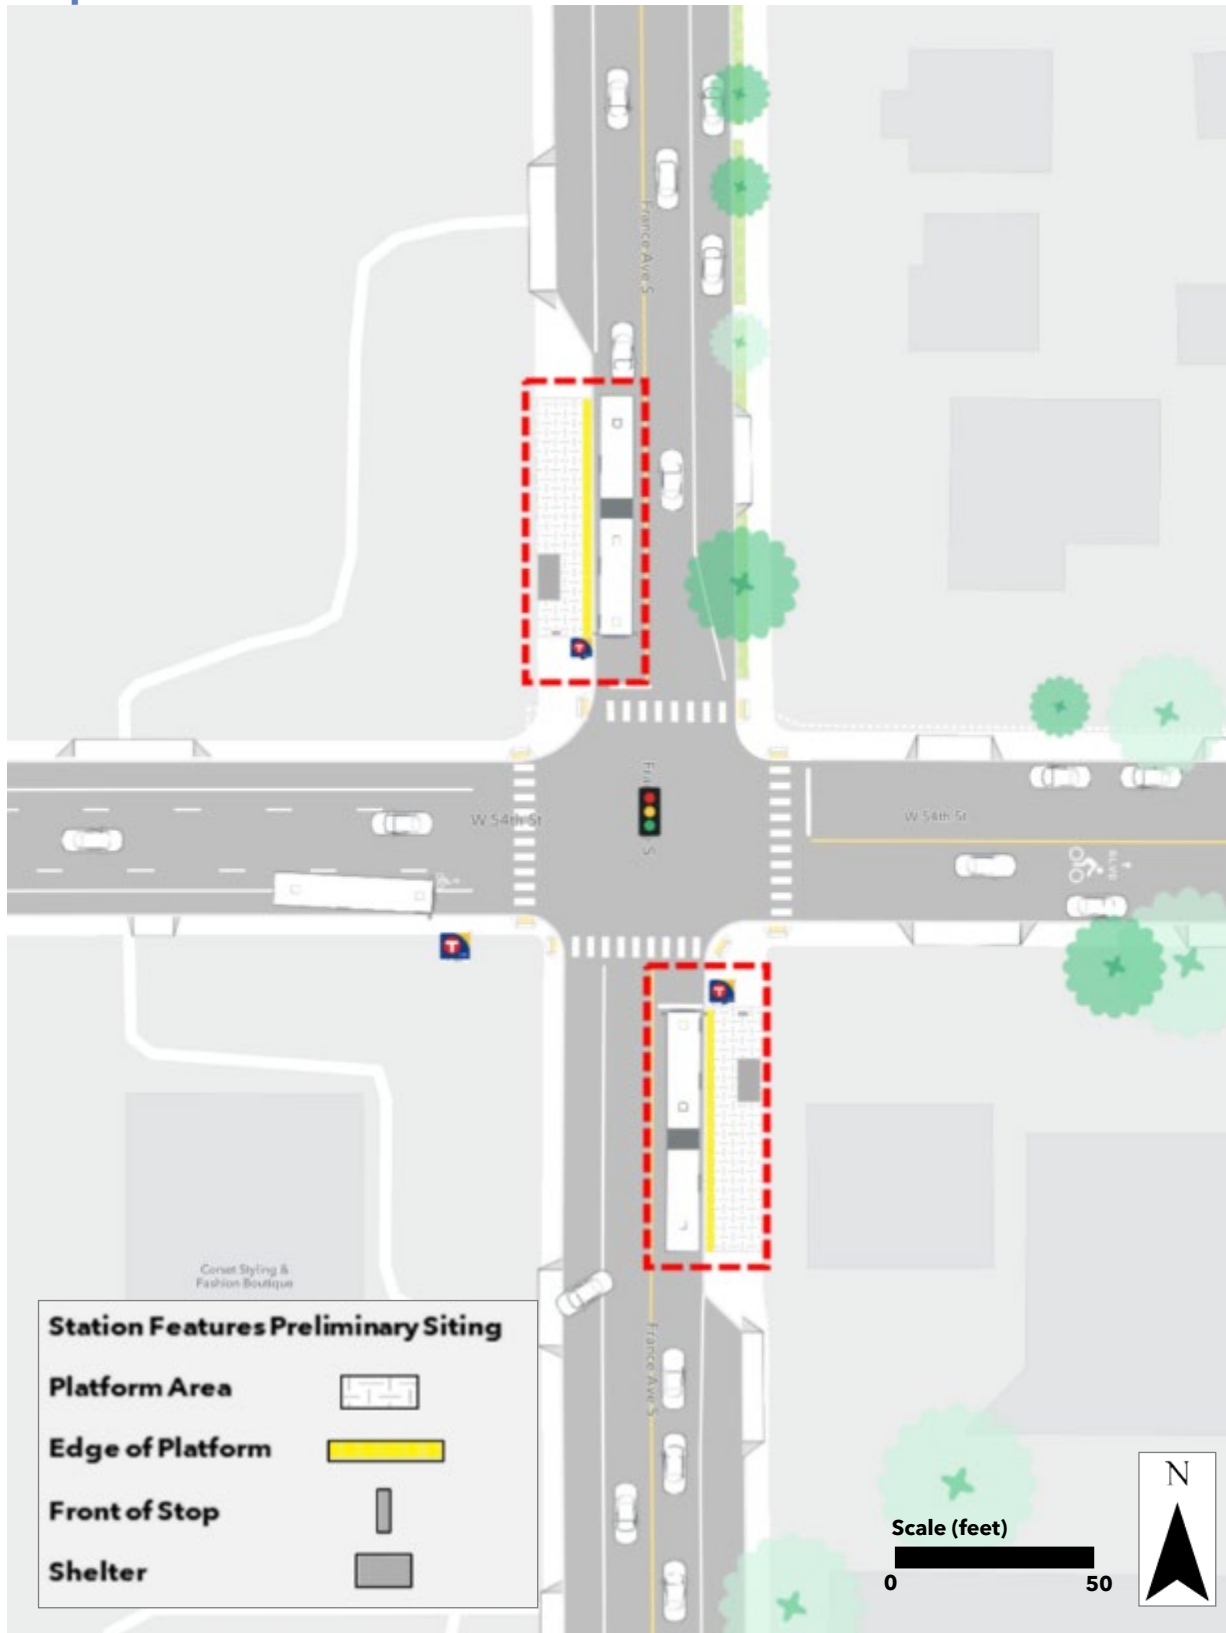 France Ave S
W 54th St
W 54th St
BLVD
T
T
T
Corset Styling &
Fashion Boutique
France Ave S
Station Features Preliminary Siting
Platform Area
Edge of Platform
Front of Stop
Shelter
N
Scale (feet)
0
50